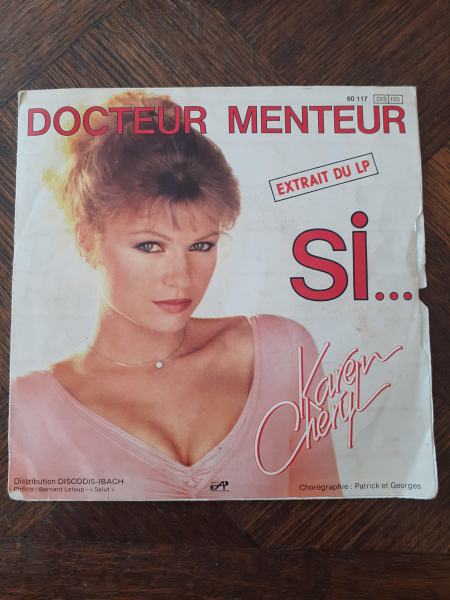 60 117 DIS 103
DOCTEUR MENTEUR
EXTRAIT DU LP
Si...
Karen
Cheryl
Distribution DISCODIS-IBACH
Photos : Bernard Leloup - « Salut »
Chorégraphie : Patrick et Georges